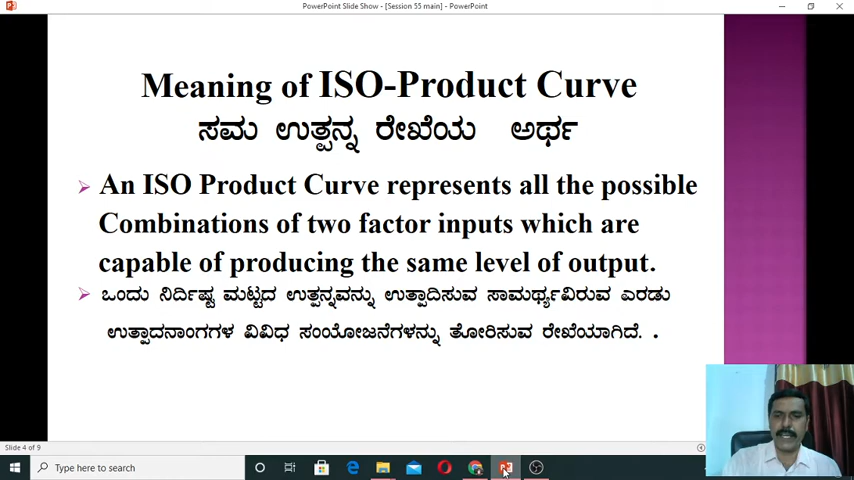 PowerPoint Slide Show - [Session 55 main] - PowerPoint
Meaning of ISO-Product Curve
ಸಮ ಉತ್ಪನ್ನ ರೇಖೆಯ ಅರ್ಥ
An ISO Product Curve represents all the possible
Combinations of two factor inputs which are
capable of producing the same level of output.
ಒಂದು ನಿರ್ದಿಷ್ಟ ಮಟ್ಟದ ಉತ್ಪನ್ನವನ್ನು ಉತ್ಪಾದಿಸುವ ಸಾಮರ್ಥ್ಯವಿರುವ ಎರಡು
ಉತ್ಪಾದನಾಂಗಗಳ ವಿವಿಧ ಸಂಯೋಜನೆಗಳನ್ನು ತೋರಿಸುವ ರೇಖೆಯಾಗಿದೆ. .
Slide 4 of 9
Type here to search